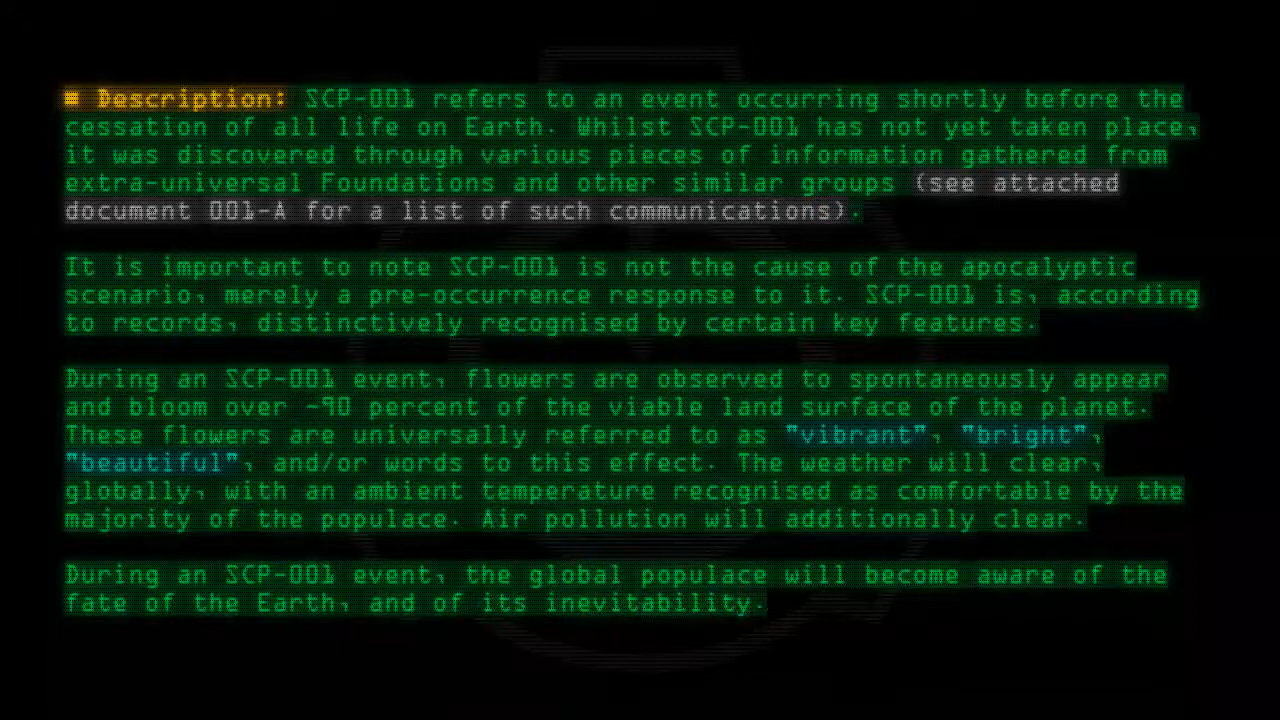 ■ Description: SCP-001 refers to an event occurring shortly before the
cessation of all life on Earth. Whilst SCP-001 has not yet taken place,
it was discovered through various pieces of information gathered from
extra-universal Foundations and other similar groups (see attached
document 001-A for a list of such communications).
It is important to note SCP-001 is not the cause of the apocalyptic
scenario, merely a pre-occurrence response to it. SCP-001 is, according
to records, distinctively recognised by certain key features.
During an SCP-001 event, flowers are observed to spontaneously appear
and bloom over ~90 percent of the viable land surface of the planet.
These flowers are universally referred to as "vibrant", "bright",
"beautiful", and/or words to this effect. The weather will clear,
globally, with an ambient temperature recognised as comfortable by the
majority of the populace. Air pollution will additionally clear.
During an SCP-001 event, the global populace will become aware of the
fate of the Earth, and of its inevitability.